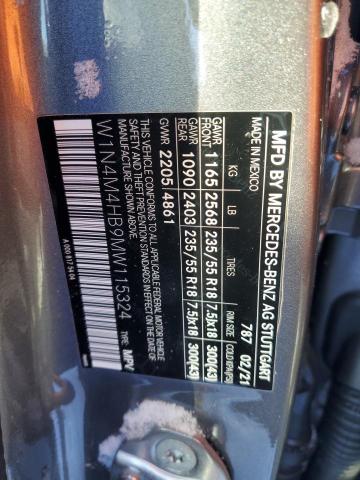 MFD BY MERCEDES-BENZ AG STUTTGART
MADE IN MEXICO 787 02/21
KG LB TIRES RIM SIZE COLD KPA(PSI)
GAWR FRONT 1165 2568 235/55 R18 7.5Jx18 300(43)
GAWR REAR 1090 2403 235/55 R18 7.5Jx18 300(43)
GVWR 2205 4861
THIS VEHICLE CONFORMS TO ALL APPLICABLE FEDERAL MOTOR VEHICLE
SAFETY AND THEFT PREVENTION STANDARDS IN EFFECT ON THE
DATE OF MANUFACTURE SHOWN ABOVE.
W1N4M4HB9MW115324 TYPE: MPV